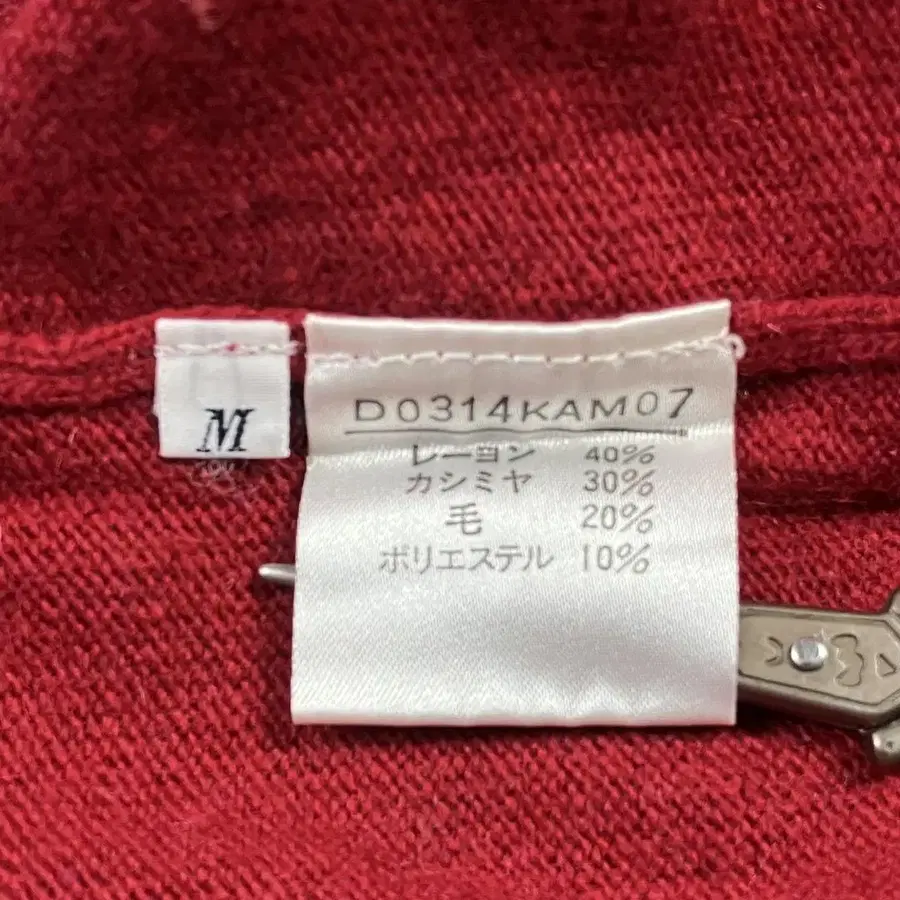 M
D0314KAM07
レーヨン 40%
カシミヤ 30%
毛 20%
ポリエステル 10%